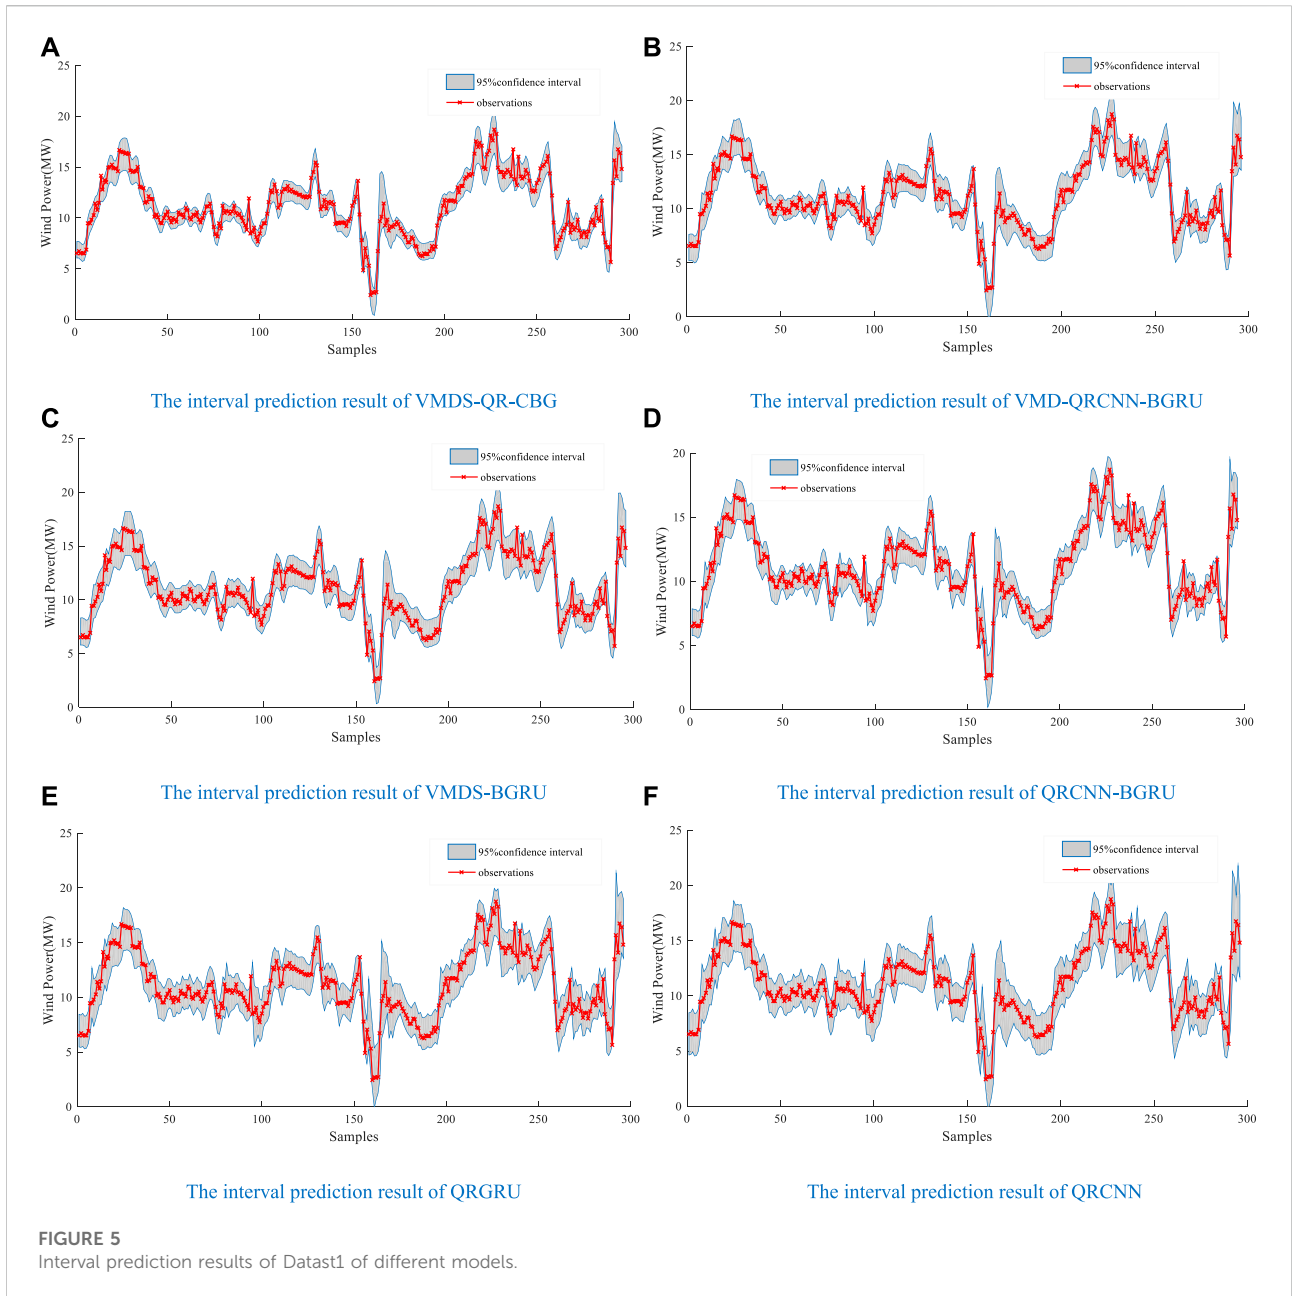 A
25
20
15
10
5
0
Wind Power(MW)
95%confidence interval
observations
0 50 100 150 200 250 300
Samples
The interval prediction result of VMDS-QR-CBG
B
25
20
15
10
5
0
Wind Power(MW)
95%confidence interval
observations
0 50 100 150 200 250 300
Samples
The interval prediction result of VMD-QRCNN-BGRU
C
25
20
15
10
5
0
Wind Power(MW)
95%confidence interval
observations
0 50 100 150 200 250 300
Samples
The interval prediction result of VMDS-BGRU
D
20
15
10
5
0
Wind Power(MW)
95%confidence interval
observations
0 50 100 150 200 250 300
Samples
The interval prediction result of QRCNN-BGRU
E
25
20
15
10
5
0
Wind Power(MW)
95%confidence interval
observations
0 50 100 150 200 250 300
Samples
The interval prediction result of QRGRU
F
25
20
15
10
5
0
Wind Power(MW)
95%confidence interval
observations
0 50 100 150 200 250 300
Samples
The interval prediction result of QRCNN
FIGURE 5
Interval prediction results of Datast1 of different models.